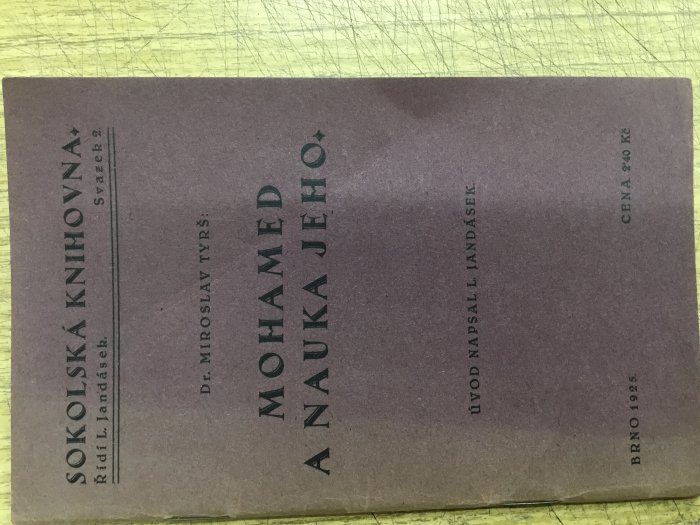 SOKOLSKÁ KNIHOVNA
Řídí L. Jandásek. Svazek 2.
Dr. MIROSLAV TYRŠ:
MOHAMED
A NAUKA JEHO
ÚVOD NAPSAL L. JANDÁSEK.
BRNO 1925. CENA 2·40 Kč